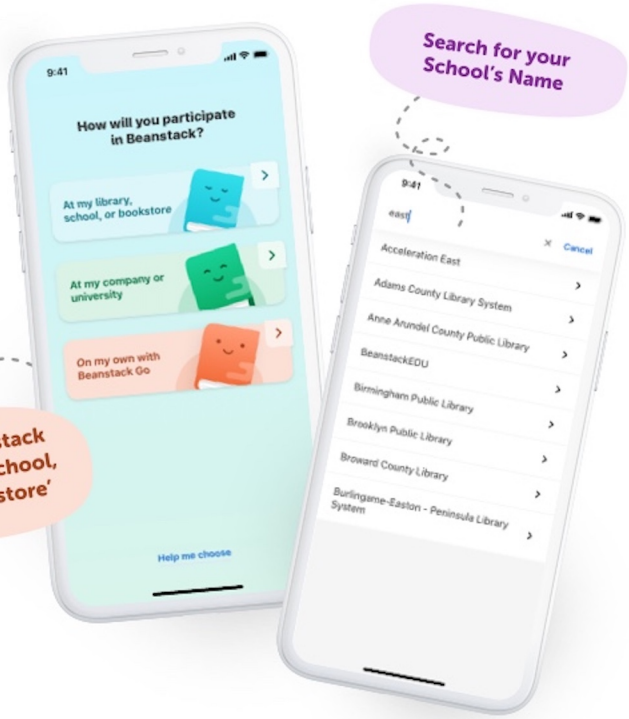 9:41
How will you participate
in Beanstack?
At my library,
school, or bookstore
At my company or
university
On my own with
Beanstack Go
Help me choose
stack
chool,
store’
Search for your
School’s Name
9:41
east
Cancel
Acceleration East
Adams County Library System
Anne Arundel County Public Library
BeanstackEDU
Birmingham Public Library
Brooklyn Public Library
Broward County Library
Burlingame-Easton - Peninsula Library
System